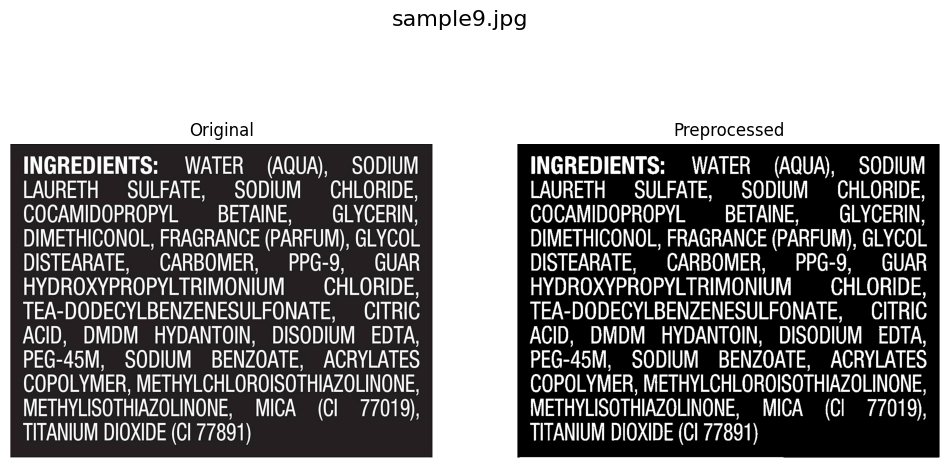 sample9.jpg
Original
INGREDIENTS: WATER (AQUA), SODIUM
LAURETH SULFATE, SODIUM CHLORIDE,
COCAMIDOPROPYL BETAINE, GLYCERIN,
DIMETHICONOL, FRAGRANCE (PARFUM), GLYCOL
DISTEARATE, CARBOMER, PPG-9, GUAR
HYDROXYPROPYLTRIMONIUM CHLORIDE,
TEA-DODECYLBENZENESULFONATE, CITRIC
ACID, DMDM HYDANTOIN, DISODIUM EDTA,
PEG-45M, SODIUM BENZOATE, ACRYLATES
COPOLYMER, METHYLCHLOROISOTHIAZOLINONE,
METHYLISOTHIAZOLINONE, MICA (CI 77019),
TITANIUM DIOXIDE (CI 77891)
Preprocessed
INGREDIENTS: WATER (AQUA), SODIUM
LAURETH SULFATE, SODIUM CHLORIDE,
COCAMIDOPROPYL BETAINE, GLYCERIN,
DIMETHICONOL, FRAGRANCE (PARFUM), GLYCOL
DISTEARATE, CARBOMER, PPG-9, GUAR
HYDROXYPROPYLTRIMONIUM CHLORIDE,
TEA-DODECYLBENZENESULFONATE, CITRIC
ACID, DMDM HYDANTOIN, DISODIUM EDTA,
PEG-45M, SODIUM BENZOATE, ACRYLATES
COPOLYMER, METHYLCHLOROISOTHIAZOLINONE,
METHYLISOTHIAZOLINONE, MICA (CI 77019),
TITANIUM DIOXIDE (CI 77891)